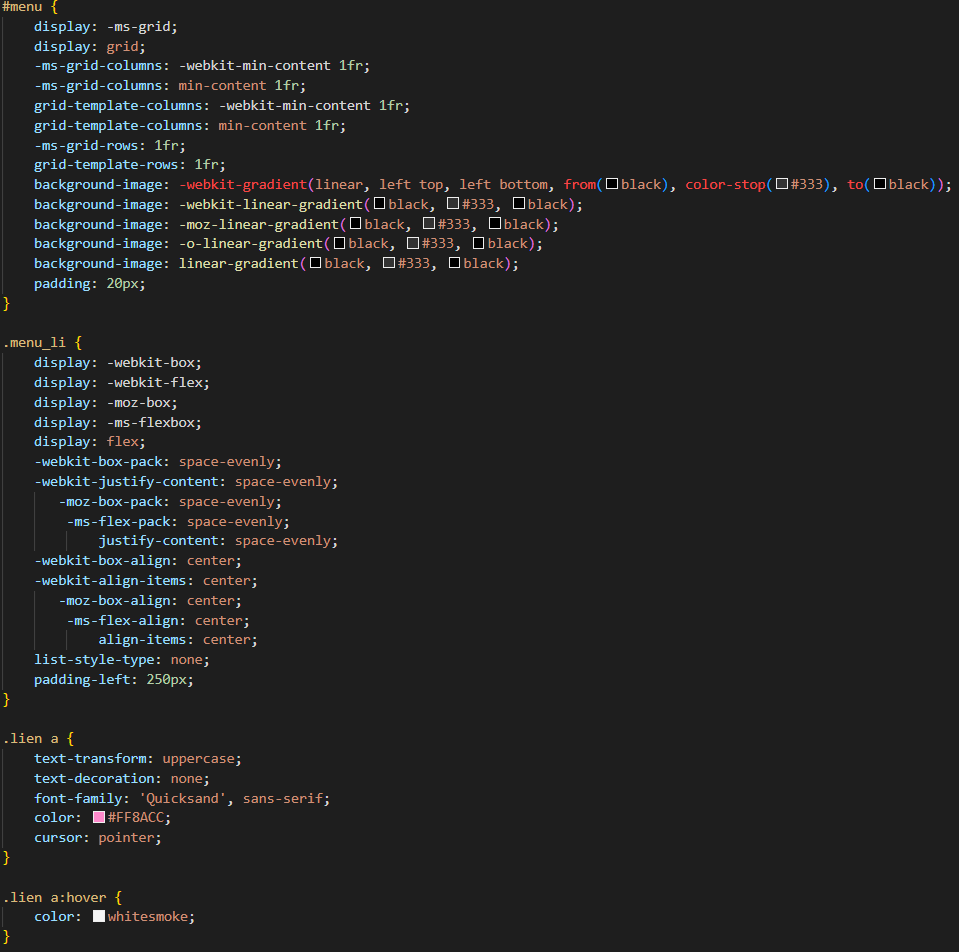 #menu {
    display: -ms-grid;
    display: grid;
    -ms-grid-columns: -webkit-min-content 1fr;
    -ms-grid-columns: min-content 1fr;
    grid-template-columns: -webkit-min-content 1fr;
    grid-template-columns: min-content 1fr;
    -ms-grid-rows: 1fr;
    grid-template-rows: 1fr;
    background-image: -webkit-gradient(linear, left top, left bottom, from(black), color-stop(#333), to(black));
    background-image: -webkit-linear-gradient(black, #333, black);
    background-image: -moz-linear-gradient(black, #333, black);
    background-image: -o-linear-gradient(black, #333, black);
    background-image: linear-gradient(black, #333, black);
    padding: 20px;
}

.menu_li {
    display: -webkit-box;
    display: -webkit-flex;
    display: -moz-box;
    display: -ms-flexbox;
    display: flex;
    -webkit-box-pack: space-evenly;
    -webkit-justify-content: space-evenly;
       -moz-box-pack: space-evenly;
        -ms-flex-pack: space-evenly;
            justify-content: space-evenly;
    -webkit-box-align: center;
    -webkit-align-items: center;
       -moz-box-align: center;
        -ms-flex-align: center;
            align-items: center;
    list-style-type: none;
    padding-left: 250px;
}

.lien a {
    text-transform: uppercase;
    text-decoration: none;
    font-family: 'Quicksand', sans-serif;
    color: #FF8ACC;
    cursor: pointer;
}

.lien a:hover {
    color: whitesmoke;
}